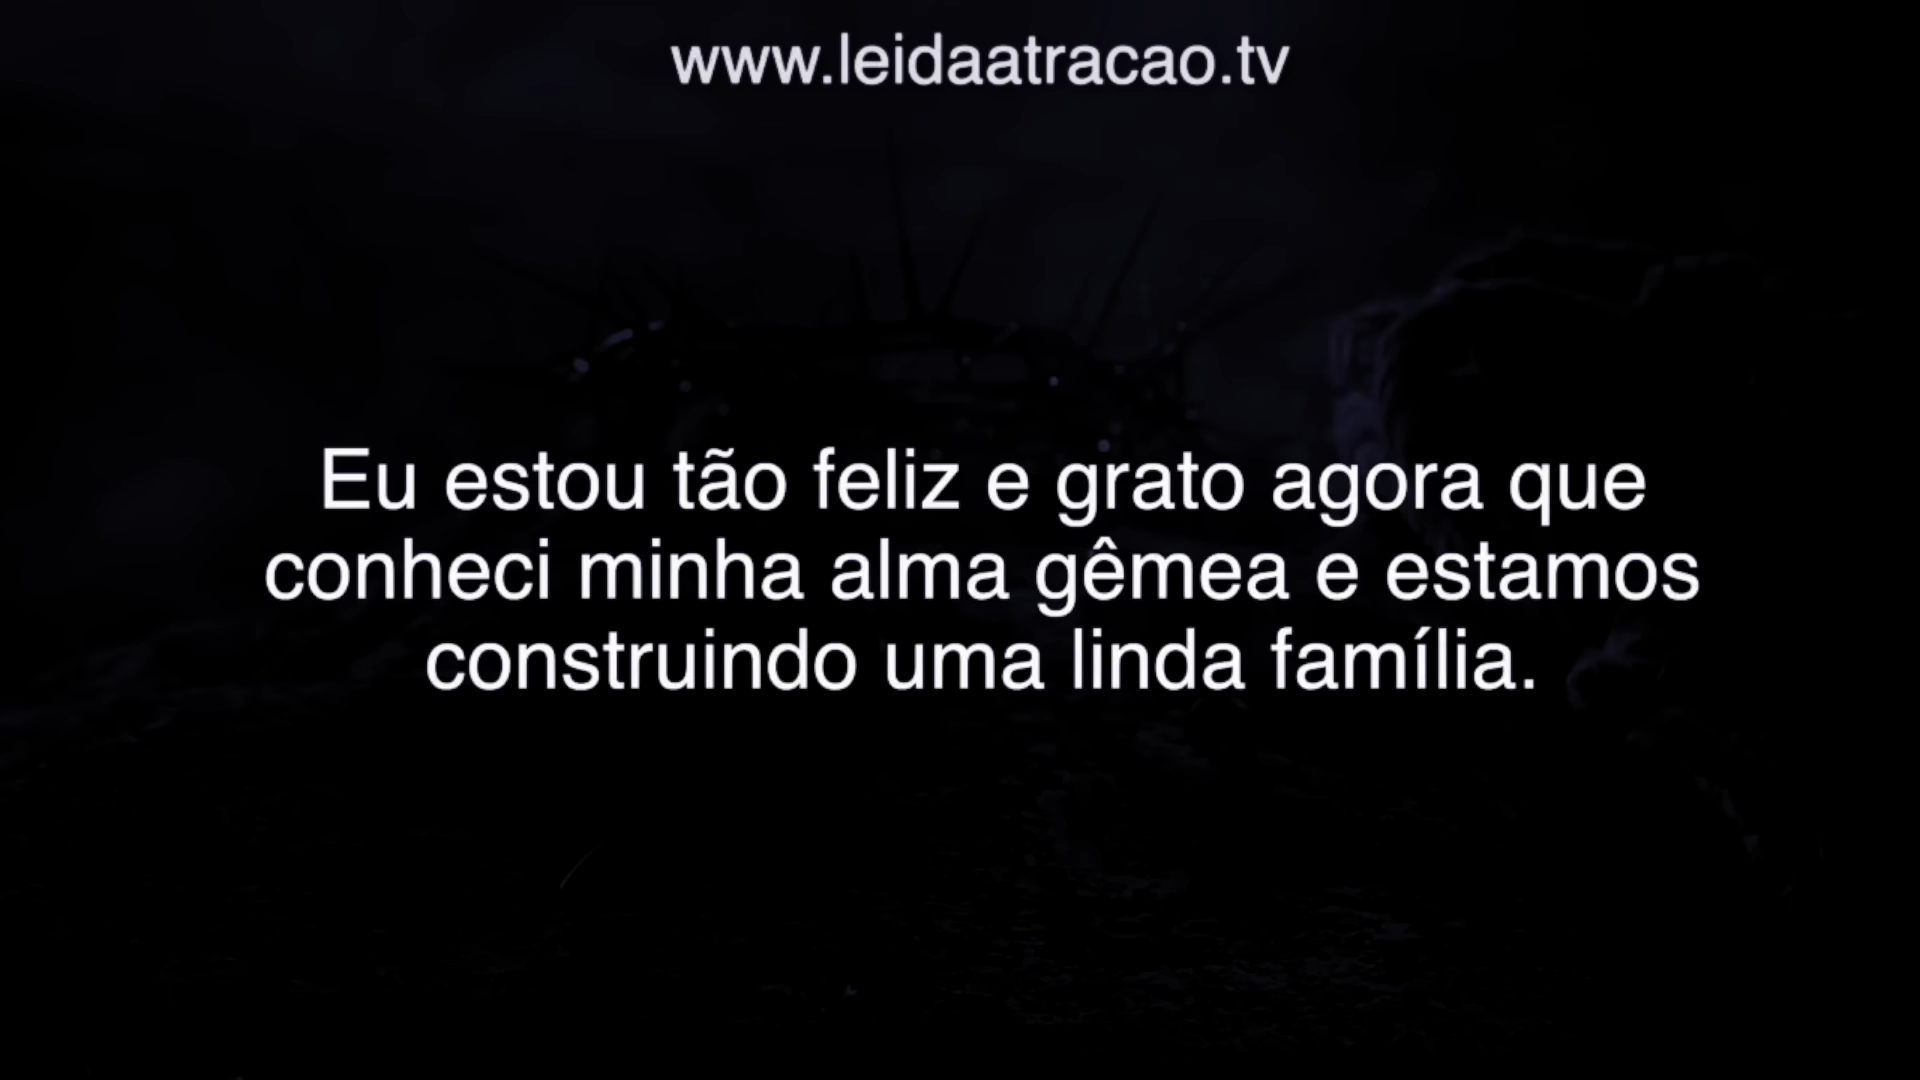 www.leidaatracao.tv
Eu estou tão feliz e grato agora que
conheci minha alma gêmea e estamos
construindo uma linda família.